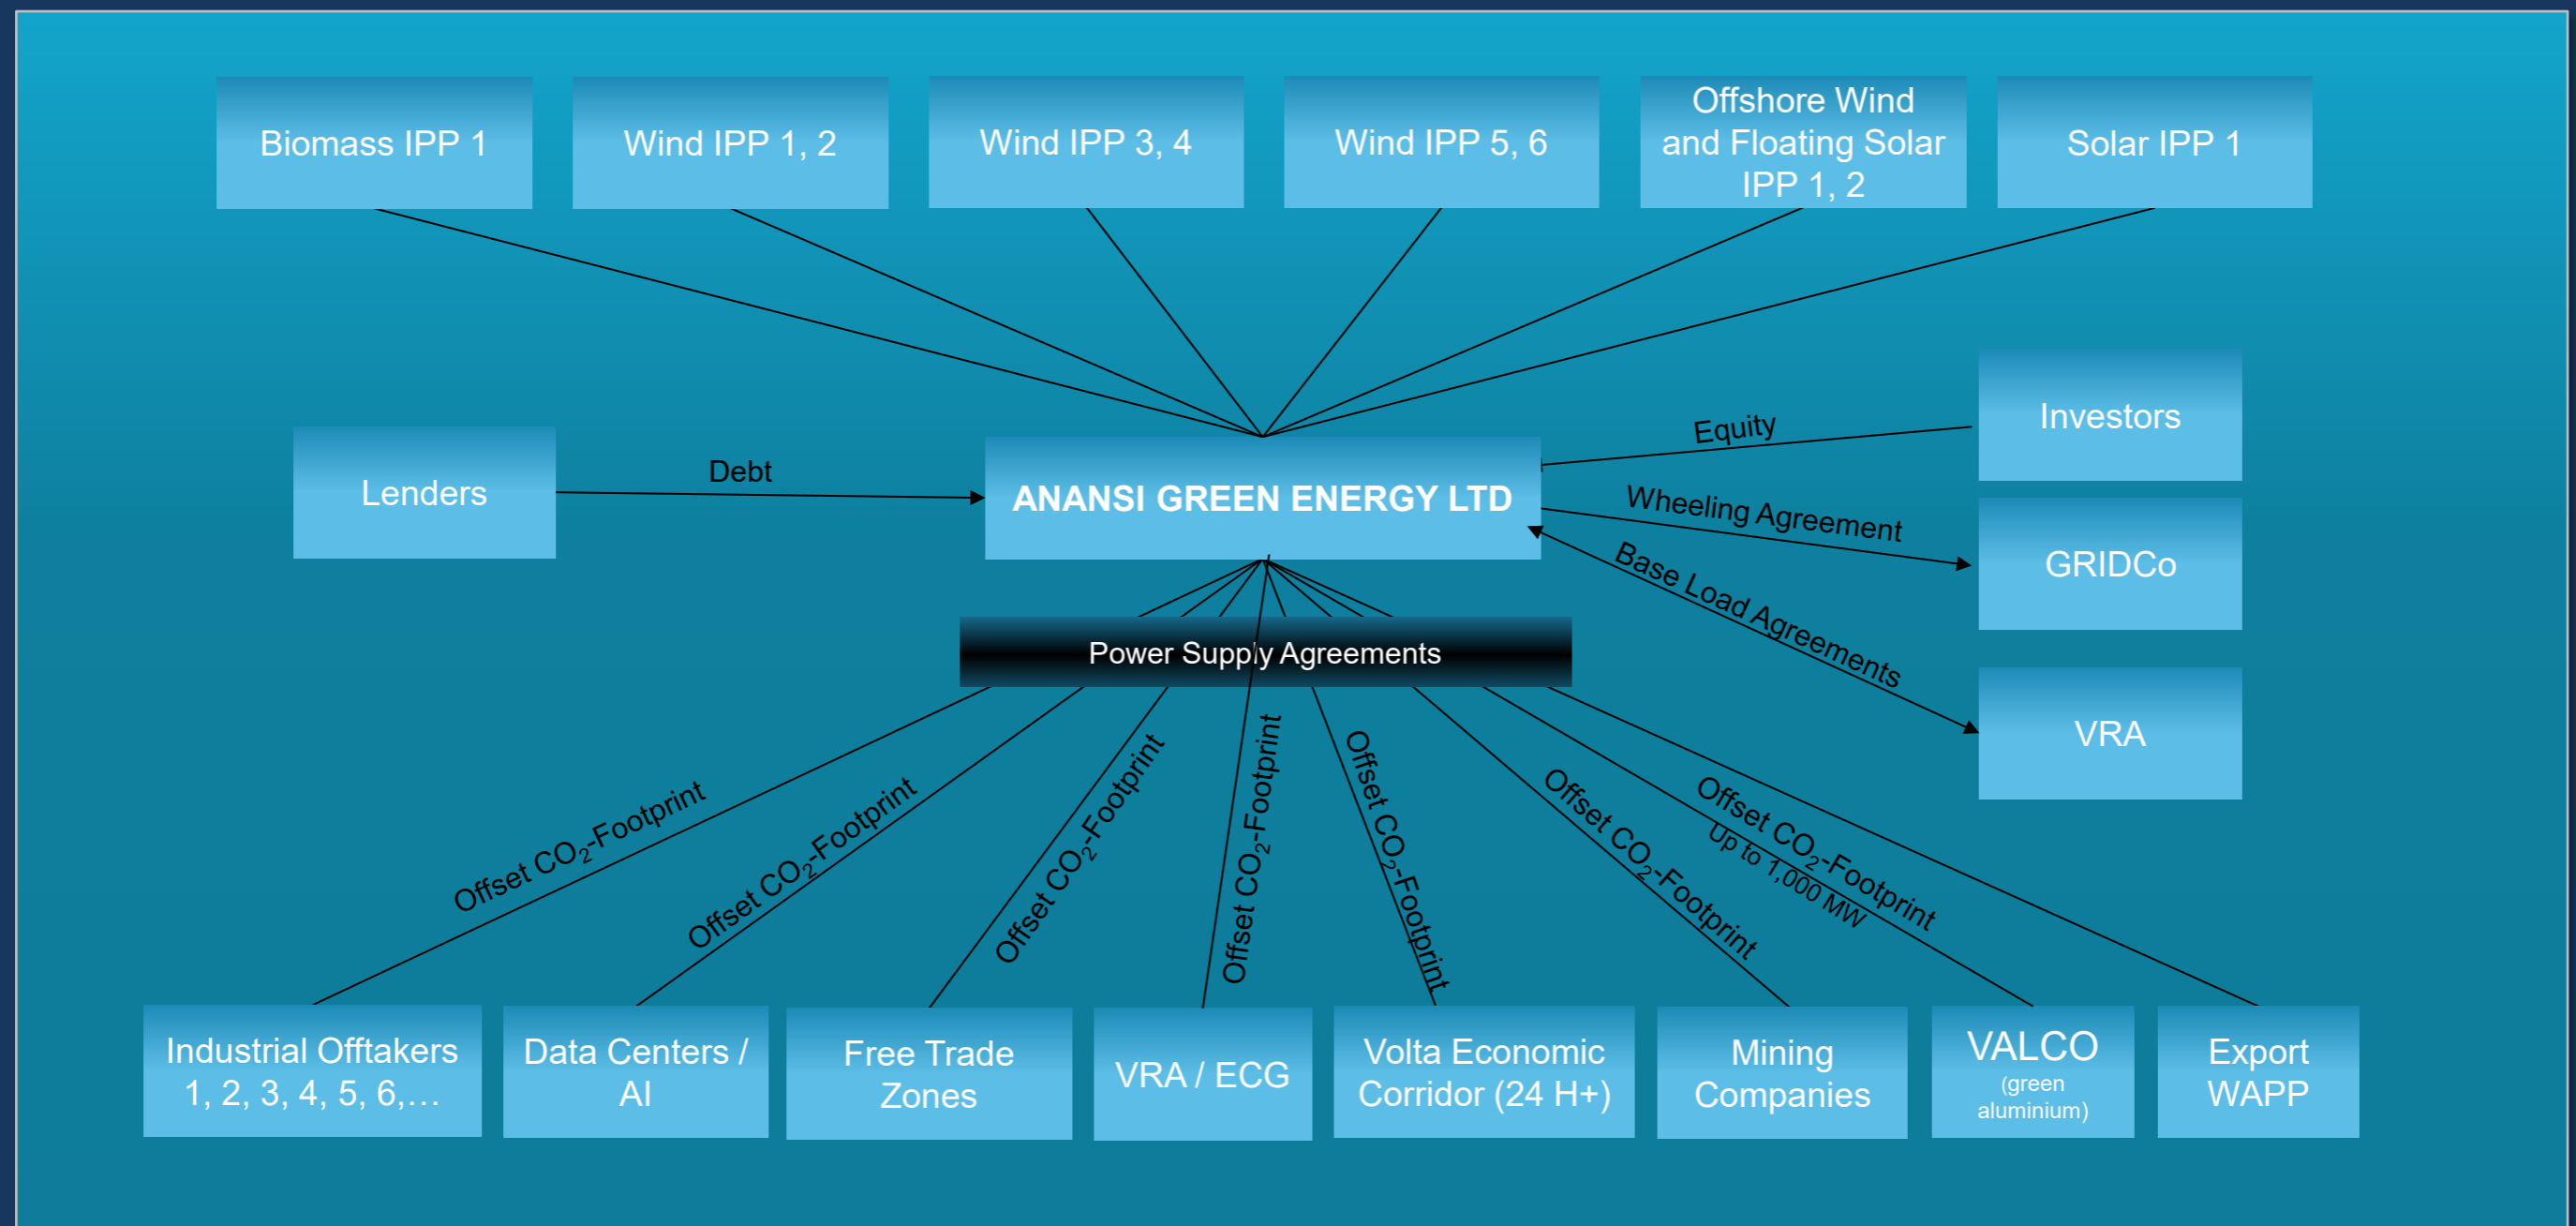 Biomass IPP 1
Wind IPP 1, 2
Wind IPP 3, 4
Wind IPP 5, 6
Offshore Wind
and Floating Solar
IPP 1, 2
Solar IPP 1
Investors
Equity
Lenders
Debt
ANANSI GREEN ENERGY LTD
Wheeling Agreement
GRIDCo
Base Load Agreements
VRA
Power Supply Agreements
Offset CO₂-Footprint
Offset CO₂-Footprint
Offset CO₂-Footprint
Offset CO₂-Footprint
Offset CO₂-Footprint
Offset CO₂-Footprint
Offset CO₂-Footprint
Up to 1,000 MW
Industrial Offtakers
1, 2, 3, 4, 5, 6,…
Data Centers /
AI
Free Trade
Zones
VRA / ECG
Volta Economic
Corridor (24 H+)
Mining
Companies
VALCO
(green
aluminium)
Export
WAPP